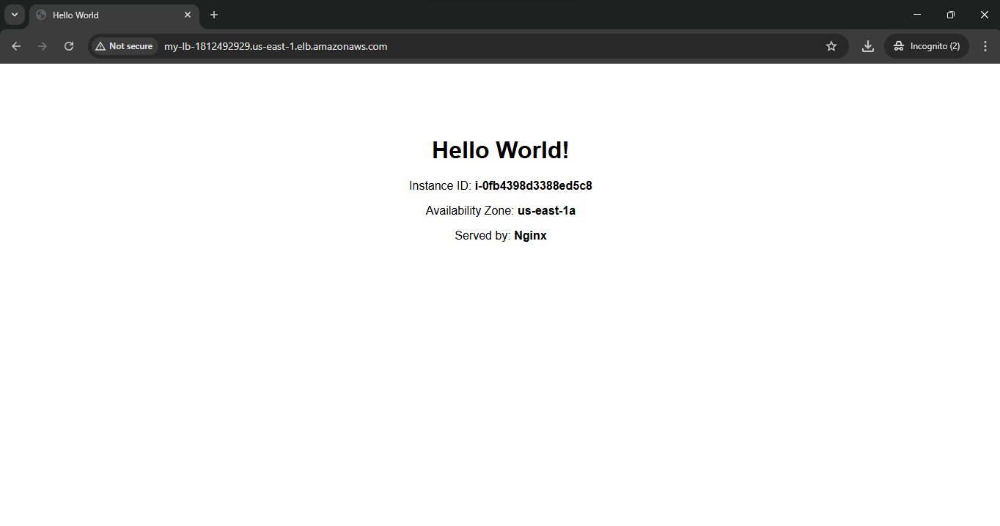 Hello World
Not secure
my-lb-1812492929.us-east-1.elb.amazonaws.com
Incognito (2)
Hello World!
Instance ID: i-0fb4398d3388ed5c8
Availability Zone: us-east-1a
Served by: Nginx